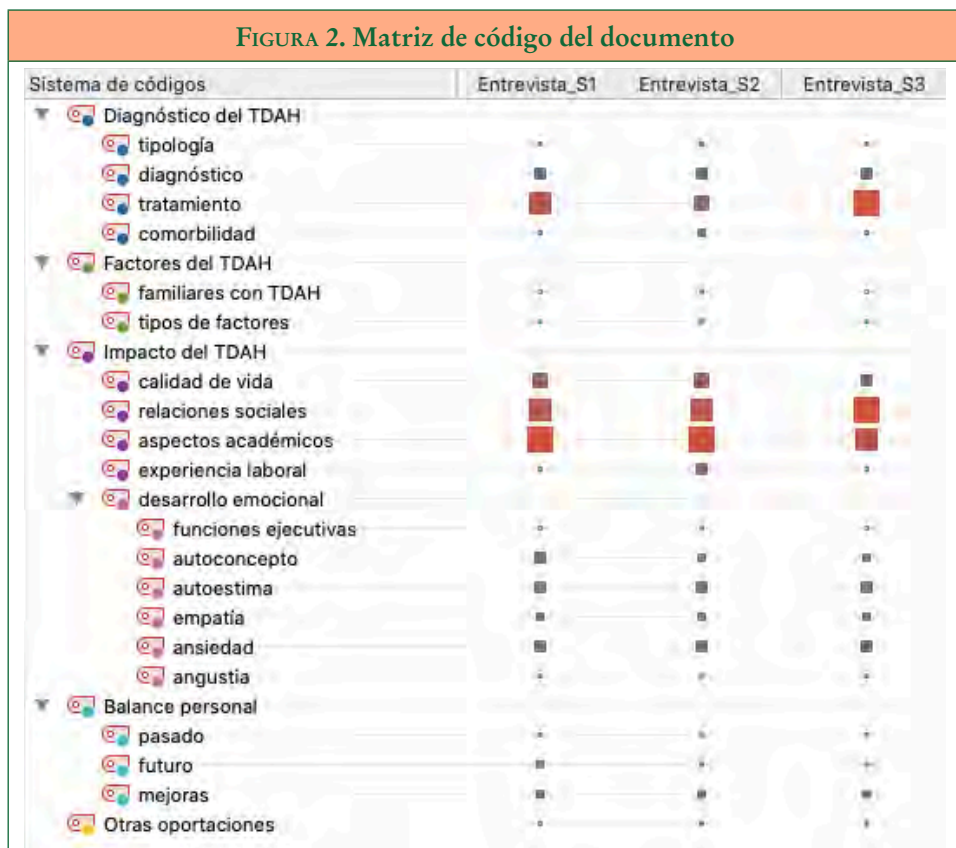 FIGURA 2. Matriz de código del documento
Sistema de códigos Entrevista_S1 Entrevista_S2 Entrevista_S3
Diagnóstico del TDAH
tipología
diagnóstico
tratamiento
comorbilidad
Factores del TDAH
familiares con TDAH
tipos de factores
Impacto del TDAH
calidad de vida
relaciones sociales
aspectos académicos
experiencia laboral
desarrollo emocional
funciones ejecutivas
autoconcepto
autoestima
empatía
ansiedad
angustia
Balance personal
pasado
futuro
mejoras
Otras oportaciones